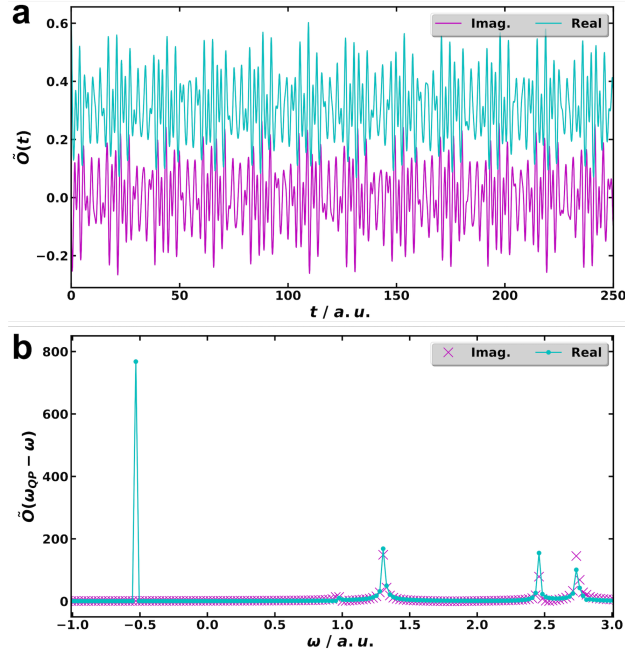 a
Imag. Real
0.6
0.4
0.2
0.0
−0.2
Õ(t)
0 50 100 150 200 250
t / a.u.
b
Imag. Real
800
600
400
200
0
Õ(ω_QP − ω)
−1.0 −0.5 0.0 0.5 1.0 1.5 2.0 2.5 3.0
ω / a.u.